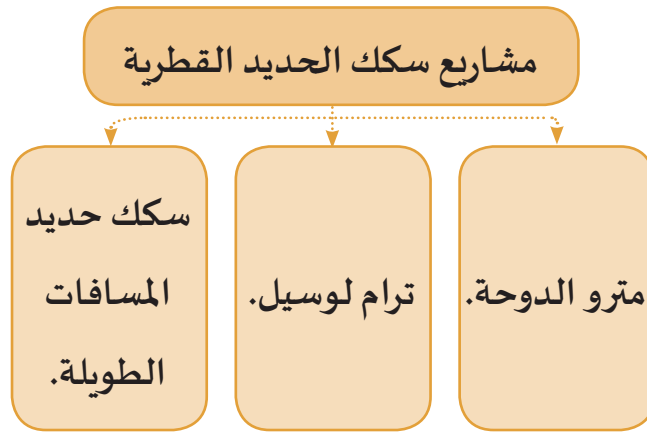 مشاريع سكك الحديد القطرية
مترو الدوحة.
ترام لوسيل.
سكك حديد
المسافات
الطويلة.